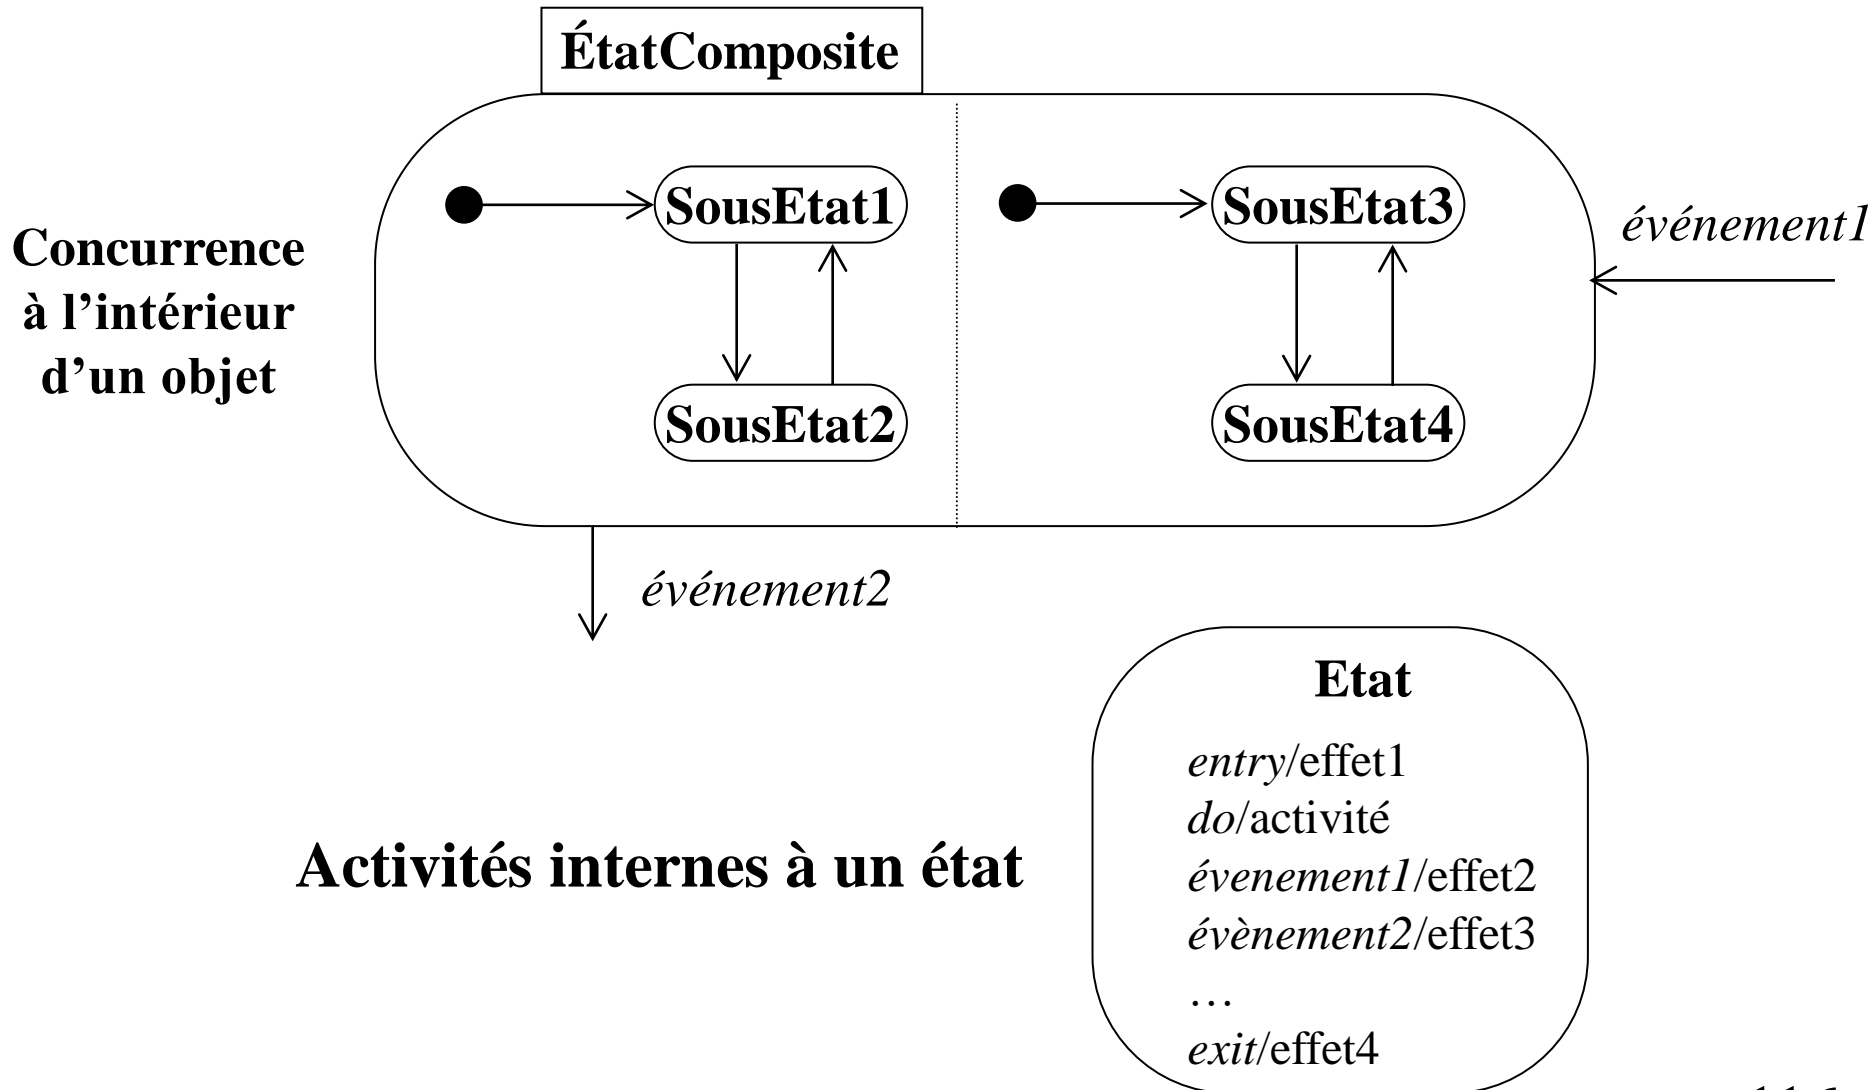 ÉtatComposite
SousEtat1
SousEtat3
événement1
Concurrence
à l’intérieur
d’un objet
SousEtat2
SousEtat4
événement2
Etat
entry/effet1
do/activité
évenement1/effet2
évènement2/effet3
…
exit/effet4
Activités internes à un état